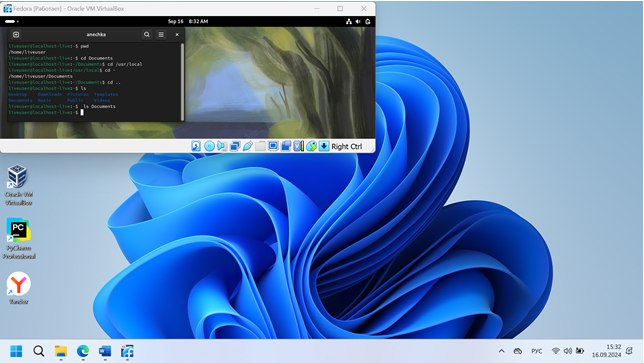 Fedora [Работает] - Oracle VM VirtualBox
Sep 16 8:32 AM
anechka
liveuser@localhost-live:~$ pwd
/home/liveuser
liveuser@localhost-live:~$ cd Documents
liveuser@localhost-live:~/Documents$ cd /usr/local
liveuser@localhost-live:/usr/local$ cd -
/home/liveuser/Documents
liveuser@localhost-live:~/Documents$ cd ..
liveuser@localhost-live:~$ ls
Desktop Downloads Pictures Templates
Documents Music Public Videos
liveuser@localhost-live:~$ ls Documents
liveuser@localhost-live:~$
Right Ctrl
Oracle VM
VirtualBox
PC
PyCharm
Professional
Y
Yandex
W
РУС
15:32
16.09.2024